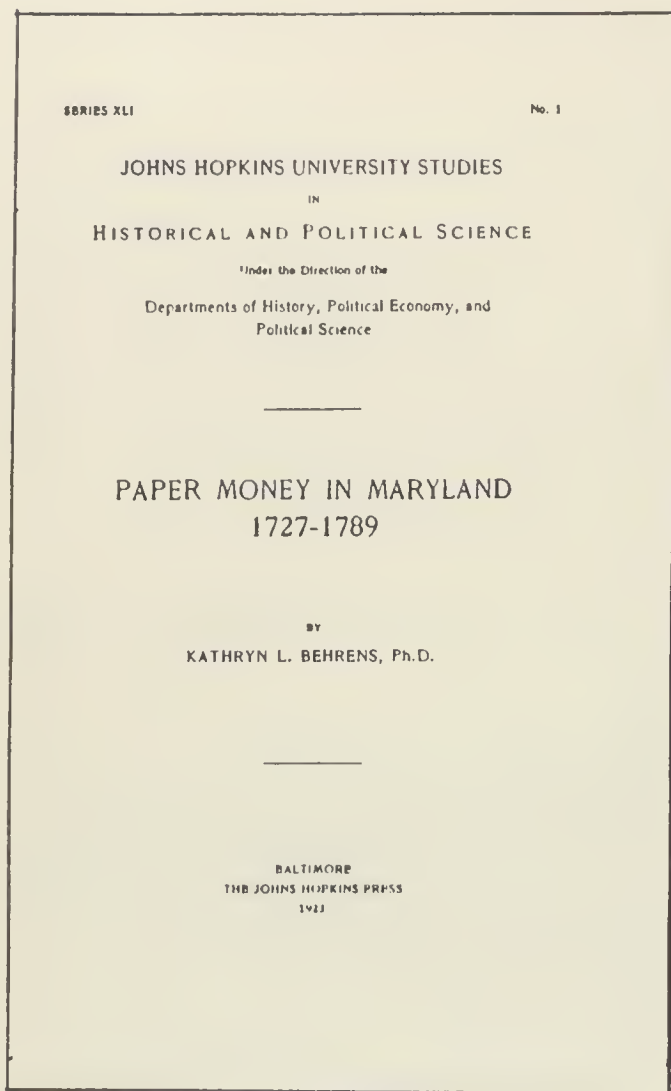 SERIES XLI No. 1
JOHNS HOPKINS UNIVERSITY STUDIES
IN
HISTORICAL AND POLITICAL SCIENCE
Under the Direction of the
Departments of History, Political Economy, and
Political Science
PAPER MONEY IN MARYLAND
1727-1789
BY
KATHRYN L. BEHRENS, Ph.D.
BALTIMORE
THE JOHNS HOPKINS PRESS
1923